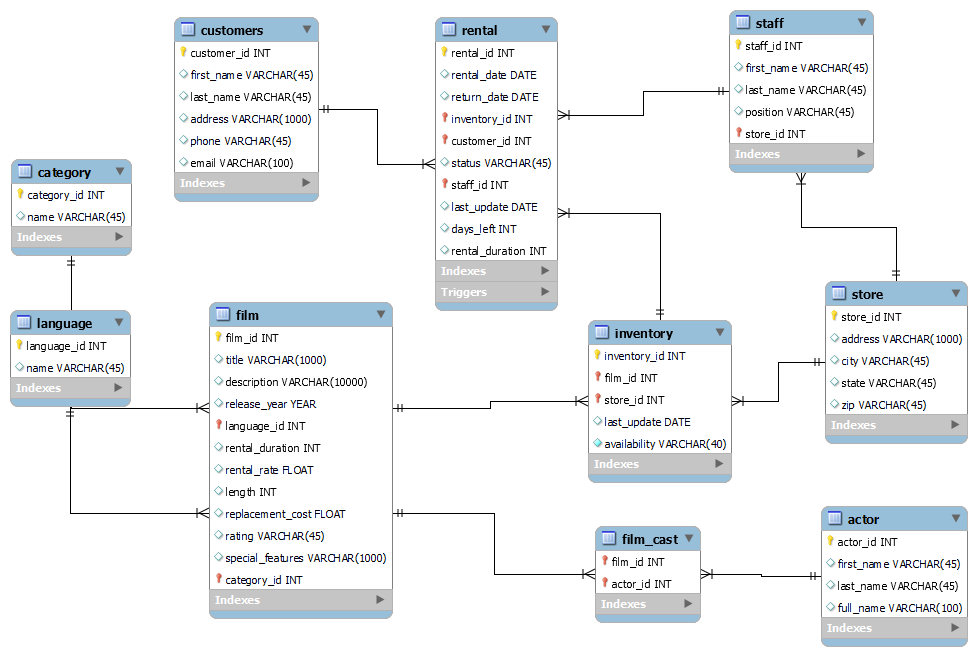 customers
customer_id INT
first_name VARCHAR(45)
last_name VARCHAR(45)
address VARCHAR(1000)
phone VARCHAR(45)
email VARCHAR(100)
Indexes
rental
rental_id INT
rental_date DATE
return_date DATE
inventory_id INT
customer_id INT
status VARCHAR(45)
staff_id INT
last_update DATE
days_left INT
rental_duration INT
Indexes
Triggers
staff
staff_id INT
first_name VARCHAR(45)
last_name VARCHAR(45)
position VARCHAR(45)
store_id INT
Indexes
category
category_id INT
name VARCHAR(45)
Indexes
language
language_id INT
name VARCHAR(45)
Indexes
film
film_id INT
title VARCHAR(1000)
description VARCHAR(10000)
release_year YEAR
language_id INT
rental_duration INT
rental_rate FLOAT
length INT
replacement_cost FLOAT
rating VARCHAR(45)
special_features VARCHAR(1000)
category_id INT
Indexes
inventory
inventory_id INT
film_id INT
store_id INT
last_update DATE
availability VARCHAR(40)
Indexes
store
store_id INT
address VARCHAR(1000)
city VARCHAR(45)
state VARCHAR(45)
zip VARCHAR(45)
Indexes
film_cast
film_id INT
actor_id INT
Indexes
actor
actor_id INT
first_name VARCHAR(45)
last_name VARCHAR(45)
full_name VARCHAR(100)
Indexes